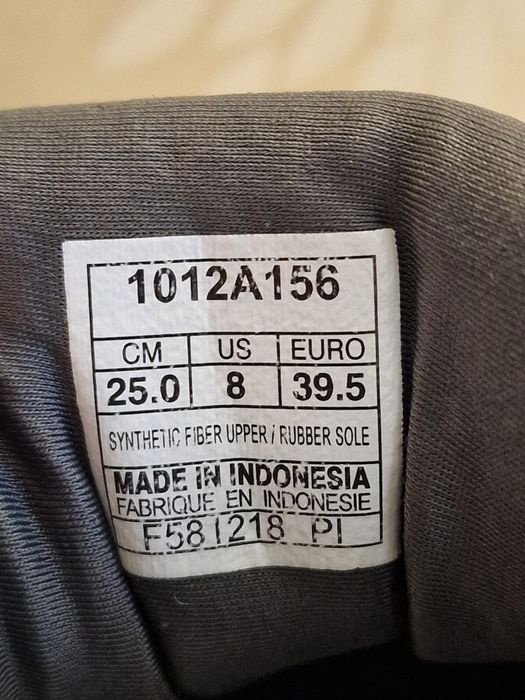 1012A156
CM US EURO
25.0 8 39.5
SYNTHETIC FIBER UPPER / RUBBER SOLE
MADE IN INDONESIA
FABRIQUE EN INDONESIE
F581218 PI